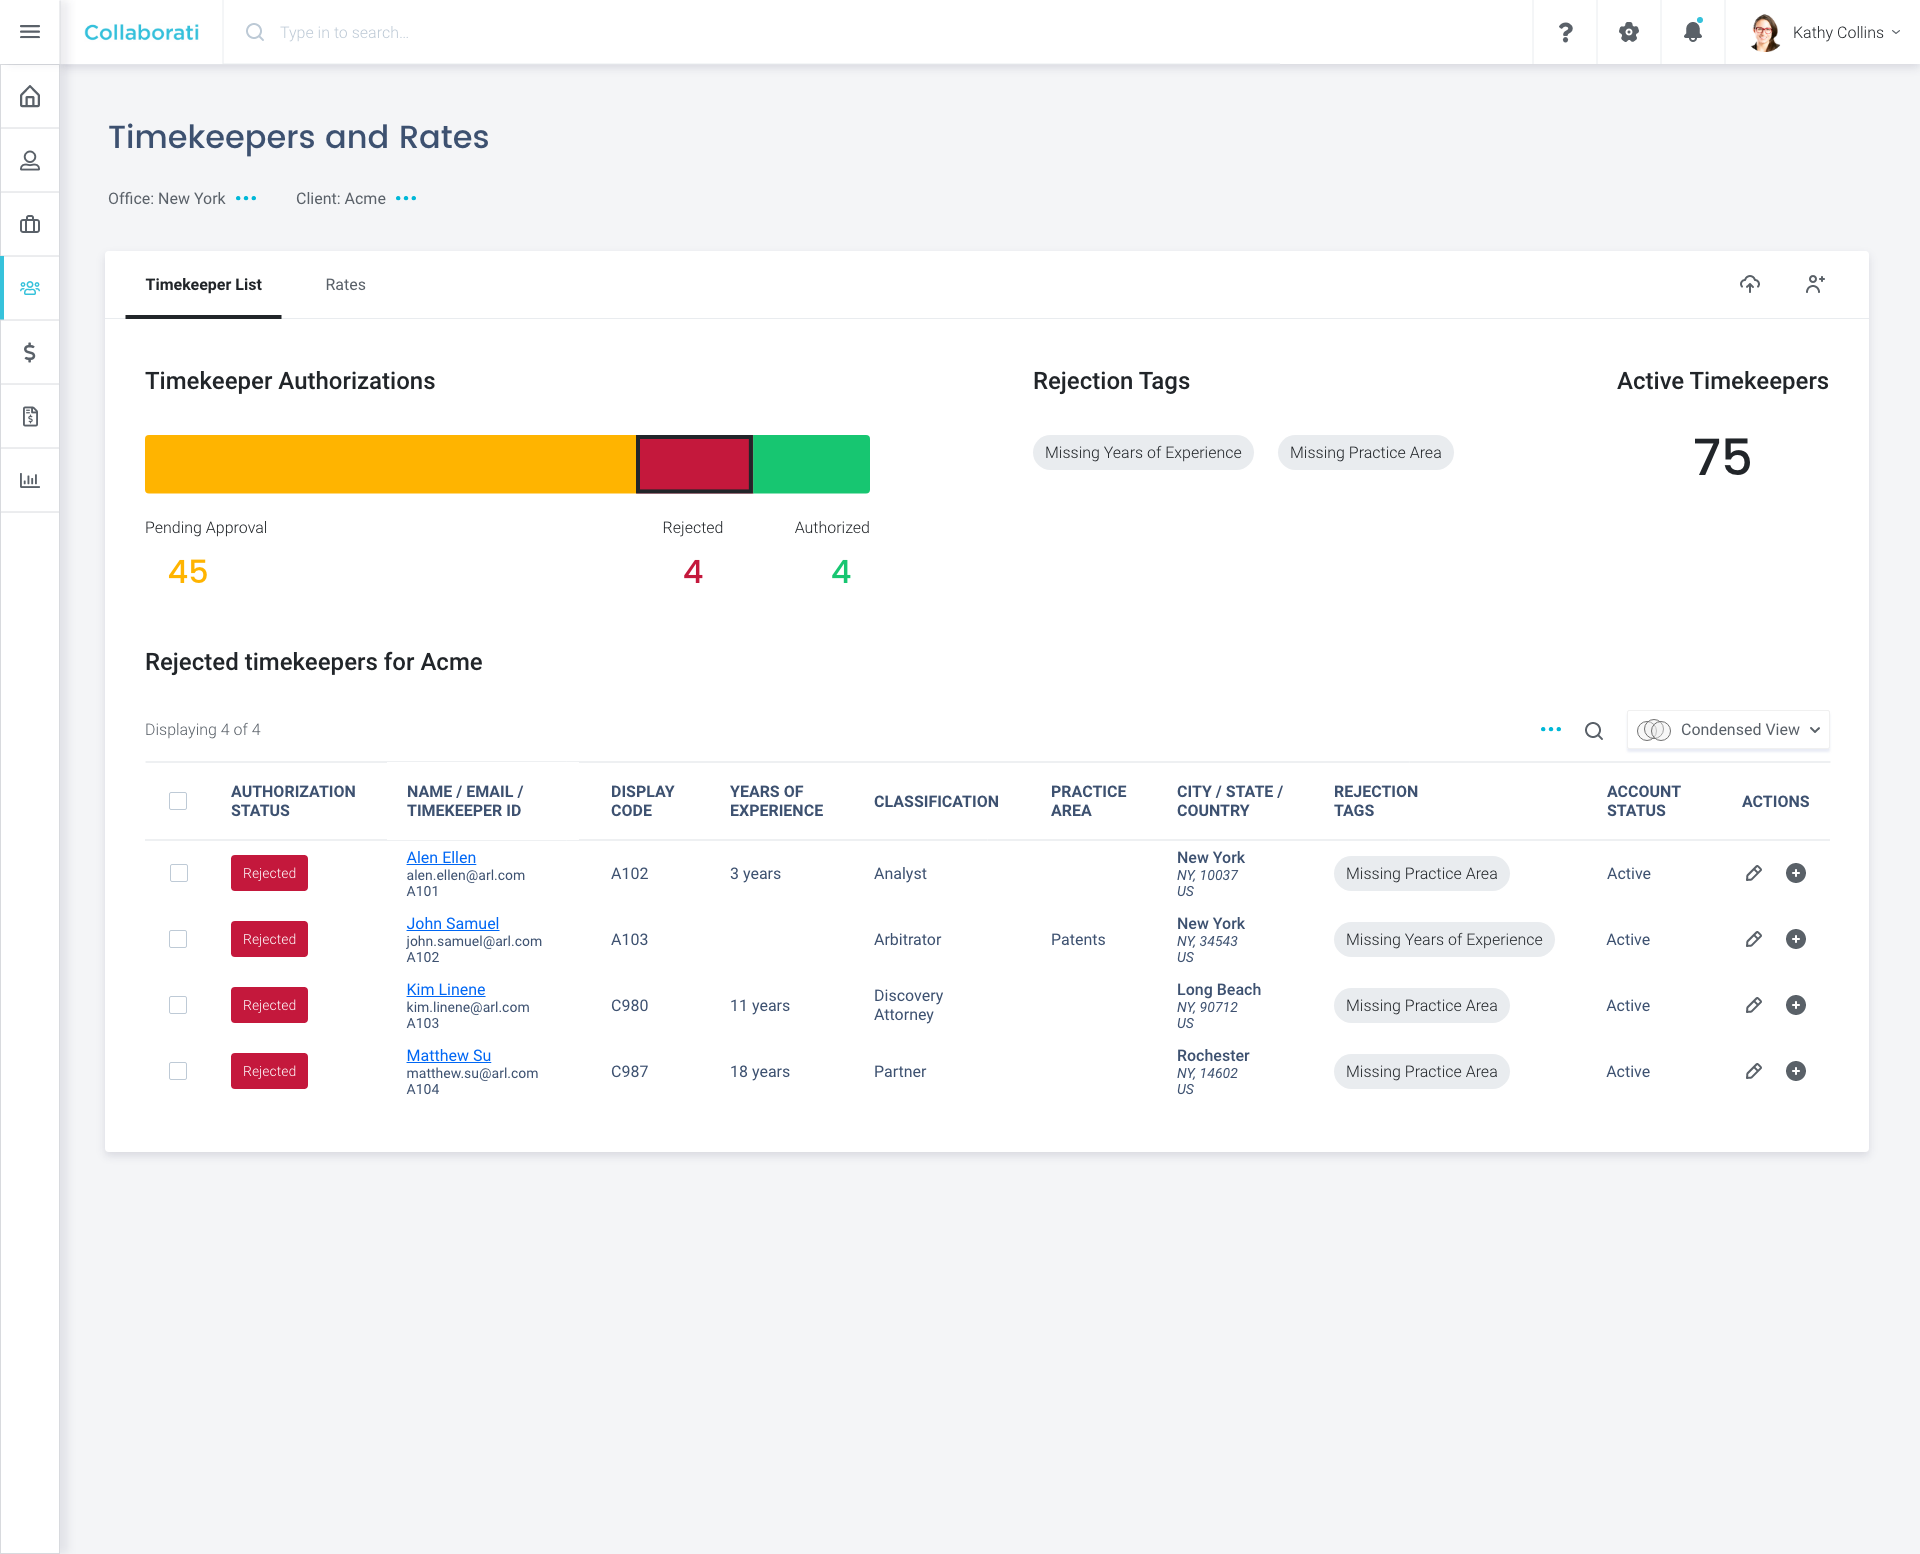 Collaborati
Type in to search...
?
Kathy Collins
Timekeepers and Rates
Office: New York
Client: Acme
Timekeeper List
Rates
Timekeeper Authorizations
Rejection Tags
Active Timekeepers
Missing Years of Experience
Missing Practice Area
75
Pending Approval
Rejected
Authorized
45
4
4
Rejected timekeepers for Acme
Displaying 4 of 4
Condensed View
AUTHORIZATION
STATUS
NAME / EMAIL /
TIMEKEEPER ID
DISPLAY
CODE
YEARS OF
EXPERIENCE
CLASSIFICATION
PRACTICE
AREA
CITY / STATE /
COUNTRY
REJECTION
TAGS
ACCOUNT
STATUS
ACTIONS
Rejected
Alen Ellen
alen.ellen@arl.com
A101
A102
3 years
Analyst
New York
NY, 10037
US
Missing Practice Area
Active
Rejected
John Samuel
john.samuel@arl.com
A102
A103
Arbitrator
Patents
New York
NY, 34543
US
Missing Years of Experience
Active
Rejected
Kim Linene
kim.linene@arl.com
A103
C980
11 years
Discovery
Attorney
Long Beach
NY, 90712
US
Missing Practice Area
Active
Rejected
Matthew Su
matthew.su@arl.com
A104
C987
18 years
Partner
Rochester
NY, 14602
US
Missing Practice Area
Active